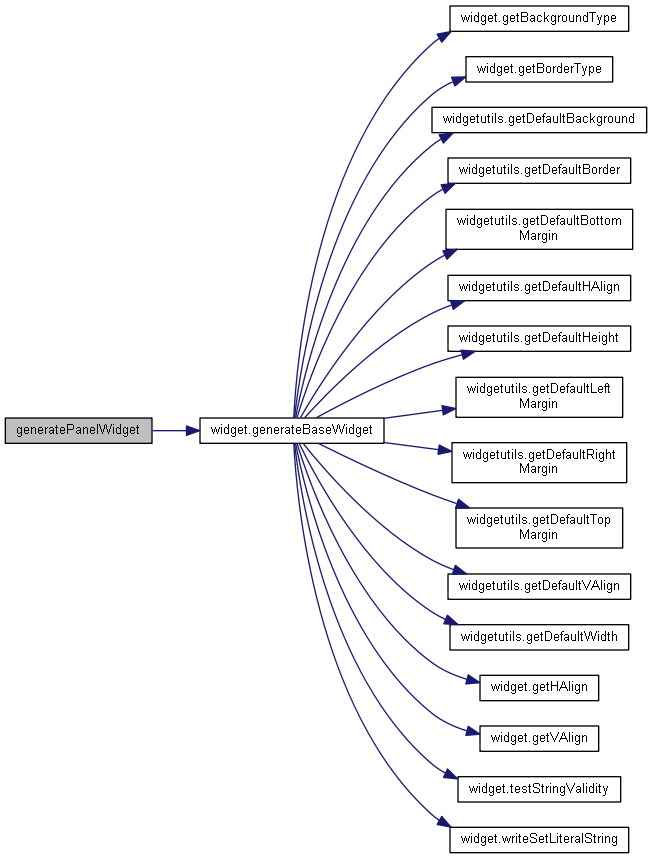 widget.getBackgroundType
widget.getBorderType
widgetutils.getDefaultBackground
widgetutils.getDefaultBorder
widgetutils.getDefaultBottom
Margin
widgetutils.getDefaultHAlign
widgetutils.getDefaultHeight
widgetutils.getDefaultLeft
Margin
generatePanelWidget
widget.generateBaseWidget
widgetutils.getDefaultRight
Margin
widgetutils.getDefaultTop
Margin
widgetutils.getDefaultVAlign
widgetutils.getDefaultWidth
widget.getHAlign
widget.getVAlign
widget.testStringValidity
widget.writeSetLiteralString